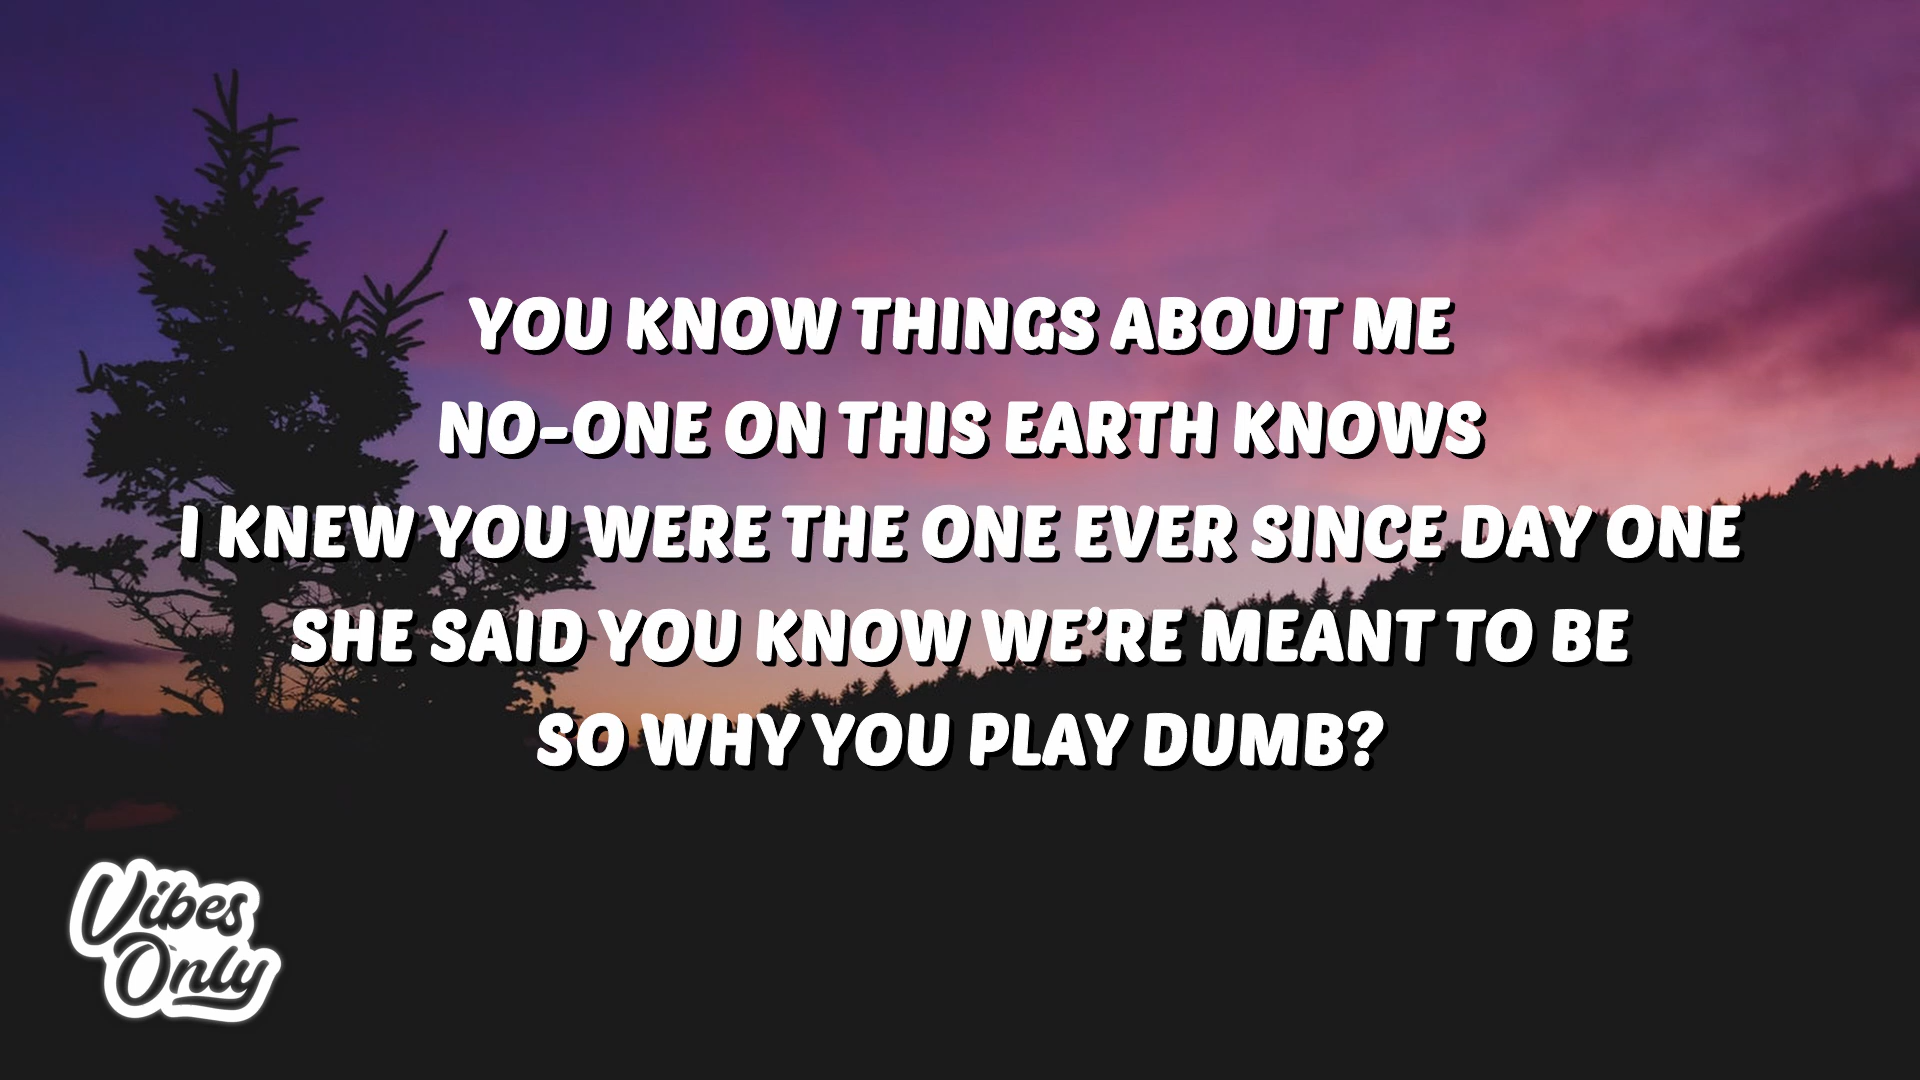 YOU KNOW THINGS ABOUT ME
NO-ONE ON THIS EARTH KNOWS
I KNEW YOU WERE THE ONE EVER SINCE DAY ONE
SHE SAID YOU KNOW WE'RE MEANT TO BE
SO WHY YOU PLAY DUMB?
Vibes
Only